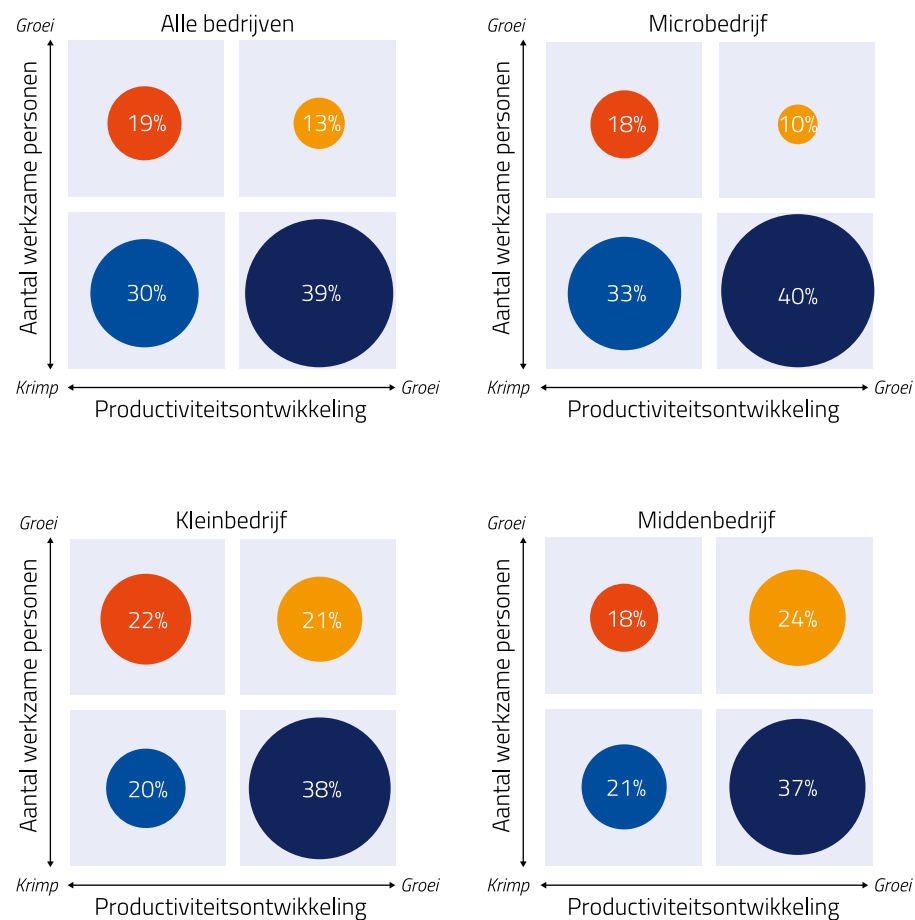 Groei
Alle bedrijven
Aantal werkzame personen
19%
13%
30%
39%
Krimp
Groei
Productiviteitsontwikkeling
Groei
Microbedrijf
Aantal werkzame personen
18%
10%
33%
40%
Krimp
Groei
Productiviteitsontwikkeling
Groei
Kleinbedrijf
Aantal werkzame personen
22%
21%
20%
38%
Krimp
Groei
Productiviteitsontwikkeling
Groei
Middenbedrijf
Aantal werkzame personen
18%
24%
21%
37%
Krimp
Groei
Productiviteitsontwikkeling